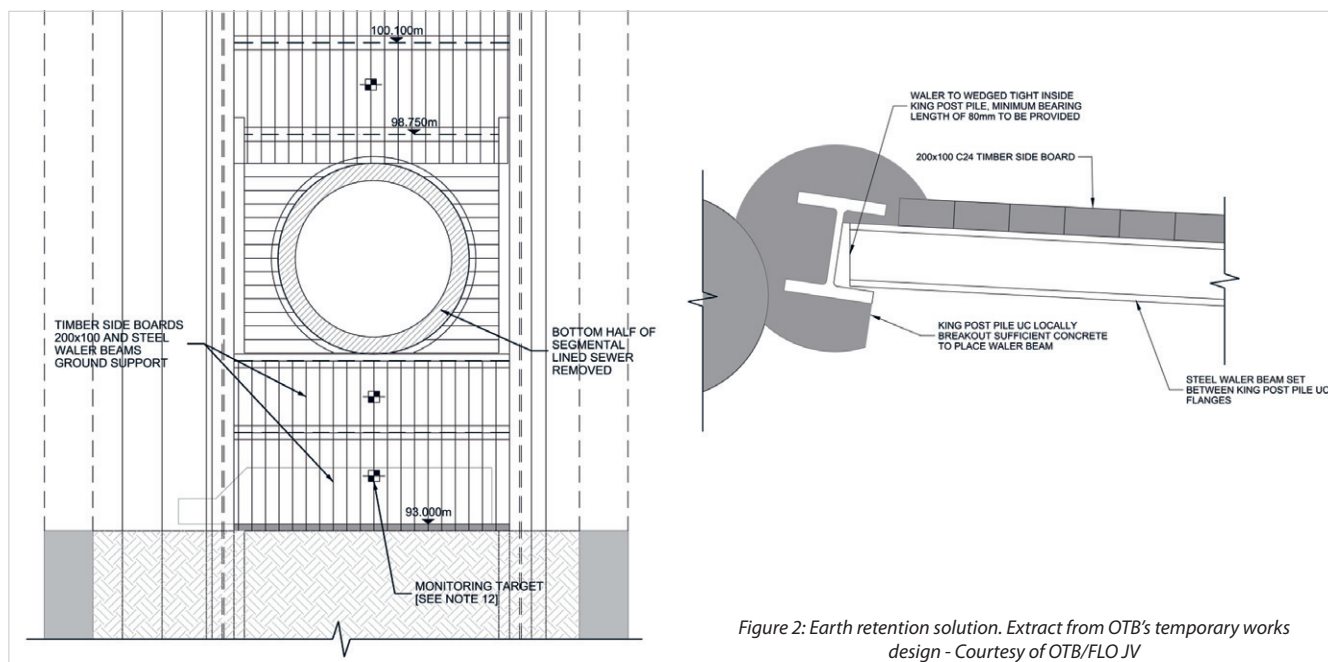 100.100m
98.750m
TIMBER SIDE BOARDS
200x100 AND STEEL
WALER BEAMS
GROUND SUPPORT
BOTTOM HALF OF
SEGMENTAL
LINED SEWER
REMOVED
93.000m
MONITORING TARGET
[SEE NOTE 12]
WALER TO WEDGED TIGHT INSIDE
KING POST PILE, MINIMUM BEARING
LENGTH OF 80mm TO BE PROVIDED
200x100 C24 TIMBER SIDE BOARD
KING POST PILE UC LOCALLY
BREAKOUT SUFFICIENT CONCRETE
TO PLACE WALER BEAM
STEEL WALER BEAM SET
BETWEEN KING POST PILE UC
FLANGES
Figure 2: Earth retention solution. Extract from OTB's temporary works
design - Courtesy of OTB/FLO JV